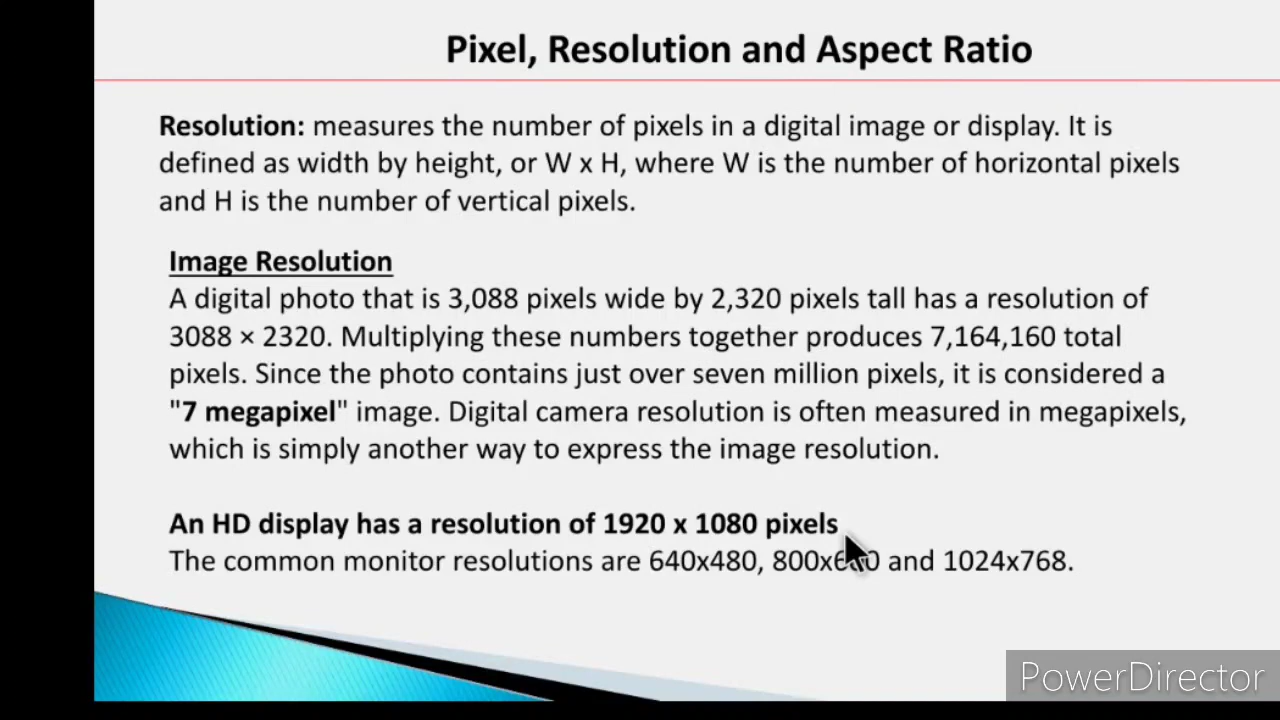 Pixel, Resolution and Aspect Ratio
Resolution: measures the number of pixels in a digital image or display. It is
defined as width by height, or W x H, where W is the number of horizontal pixels
and H is the number of vertical pixels.
Image Resolution
A digital photo that is 3,088 pixels wide by 2,320 pixels tall has a resolution of
3088 × 2320. Multiplying these numbers together produces 7,164,160 total
pixels. Since the photo contains just over seven million pixels, it is considered a
"7 megapixel" image. Digital camera resolution is often measured in megapixels,
which is simply another way to express the image resolution.
An HD display has a resolution of 1920 x 1080 pixels
The common monitor resolutions are 640x480, and 1024x768.
PowerDirector